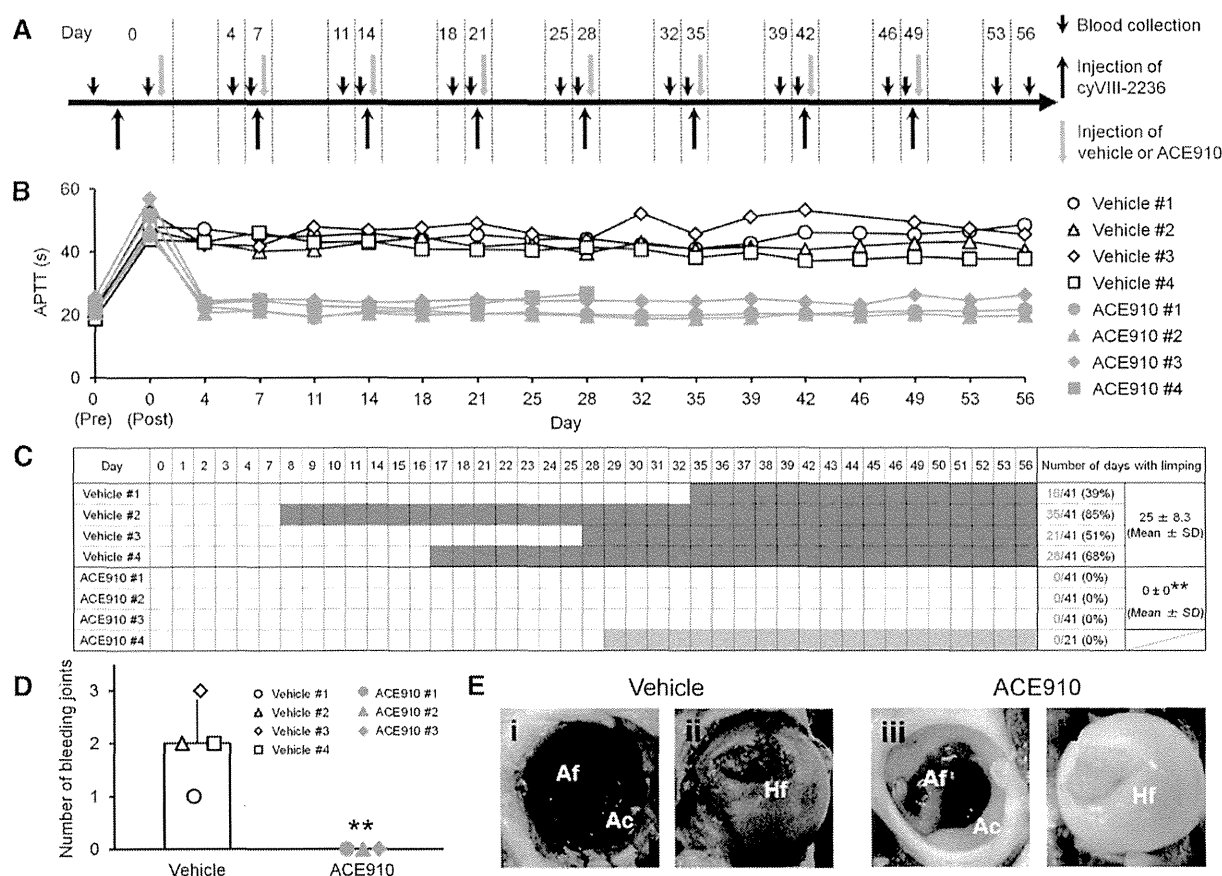 A
Day 0 4 7 11 14 18 21 25 28 32 35 39 42 46 49 53 56
Blood collection
Injection of
cyVIII-2236
Injection of
vehicle or ACE910
B
60
40
20
0
APTT (s)
0 0 4 7 11 14 18 21 25 28 32 35 39 42 46 49 53 56
(Pre) (Post)
Day
Vehicle #1
Vehicle #2
Vehicle #3
Vehicle #4
ACE910 #1
ACE910 #2
ACE910 #3
ACE910 #4
C
Day 0 1 2 3 4 7 8 9 10 11 14 15 16 17 18 21 22 23 24 25 28 29 30 31 32 35 36 37 38 39 42 43 44 45 46 49 50 51 52 53 56 Number of days with limping
Vehicle #1 16/41 (39%)
Vehicle #2 35/41 (85%)
Vehicle #3 21/41 (51%)
Vehicle #4 28/41 (68%)
25 ± 8.3
(Mean ± SD)
ACE910 #1 0/41 (0%)
ACE910 #2 0/41 (0%)
ACE910 #3 0/41 (0%)
0 ± 0**
(Mean ± SD)
ACE910 #4 0/21 (0%)
D
Number of bleeding joints
3
2
1
0
Vehicle #1 ACE910 #1
Vehicle #2 ACE910 #2
Vehicle #3 ACE910 #3
Vehicle #4
**
Vehicle ACE910
E
Vehicle ACE910
i
Af
Ac
ii
Hf
iii
Af
Ac
Hf